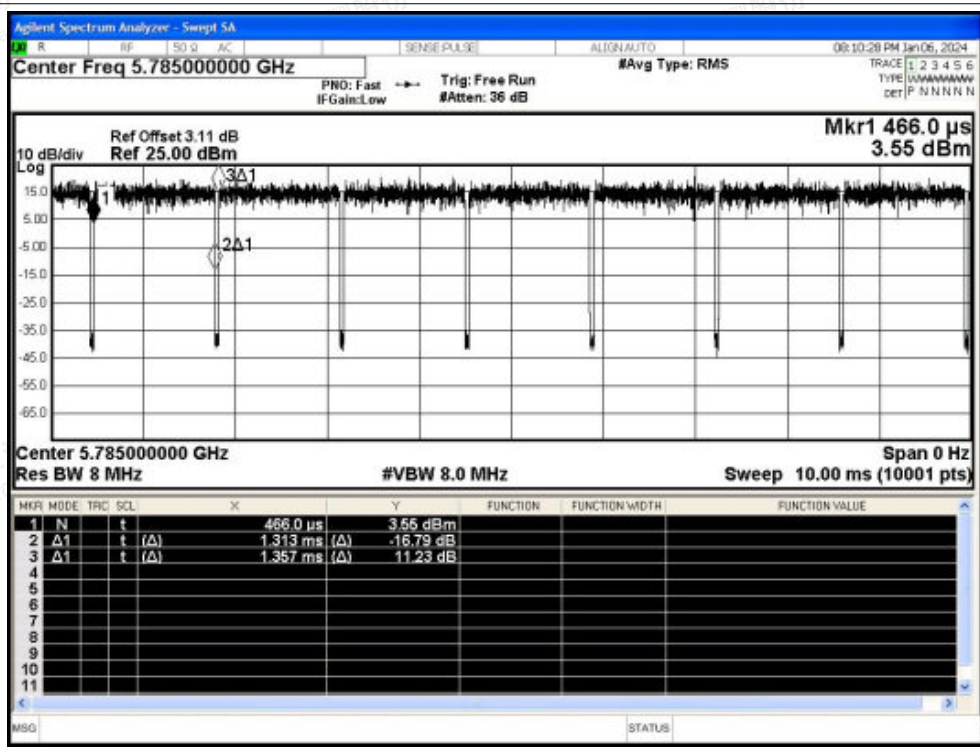 Agilent Spectrum Analyzer - Swept SA
R RF 50 Ω AC SENSE:PULSE ALIGNAUTO 08:10:28 PM Jan 06, 2024
Center Freq 5.785000000 GHz #Avg Type: RMS TRACE 1 2 3 4 5 6
PNO: Fast Trig: Free Run TYPE WWWWWW
IFGain:Low #Atten: 36 dB DET P N N N N N
Mkr1 466.0 µs
3.55 dBm
Ref Offset 3.11 dB
10 dB/div Ref 25.00 dBm
Log
3Δ1
15.0
1
5.00
2Δ1
-5.00
-15.0
-25.0
-35.0
-45.0
-55.0
-65.0
Center 5.785000000 GHz Span 0 Hz
Res BW 8 MHz #VBW 8.0 MHz Sweep 10.00 ms (10001 pts)
MKR MODE TRC SCL X Y FUNCTION FUNCTION WIDTH FUNCTION VALUE
1 N t 466.0 µs 3.55 dBm
2 Δ1 t (Δ) 1.313 ms (Δ) -16.79 dB
3 Δ1 t (Δ) 1.357 ms (Δ) 11.23 dB
4
5
6
7
8
9
10
11
MSG STATUS